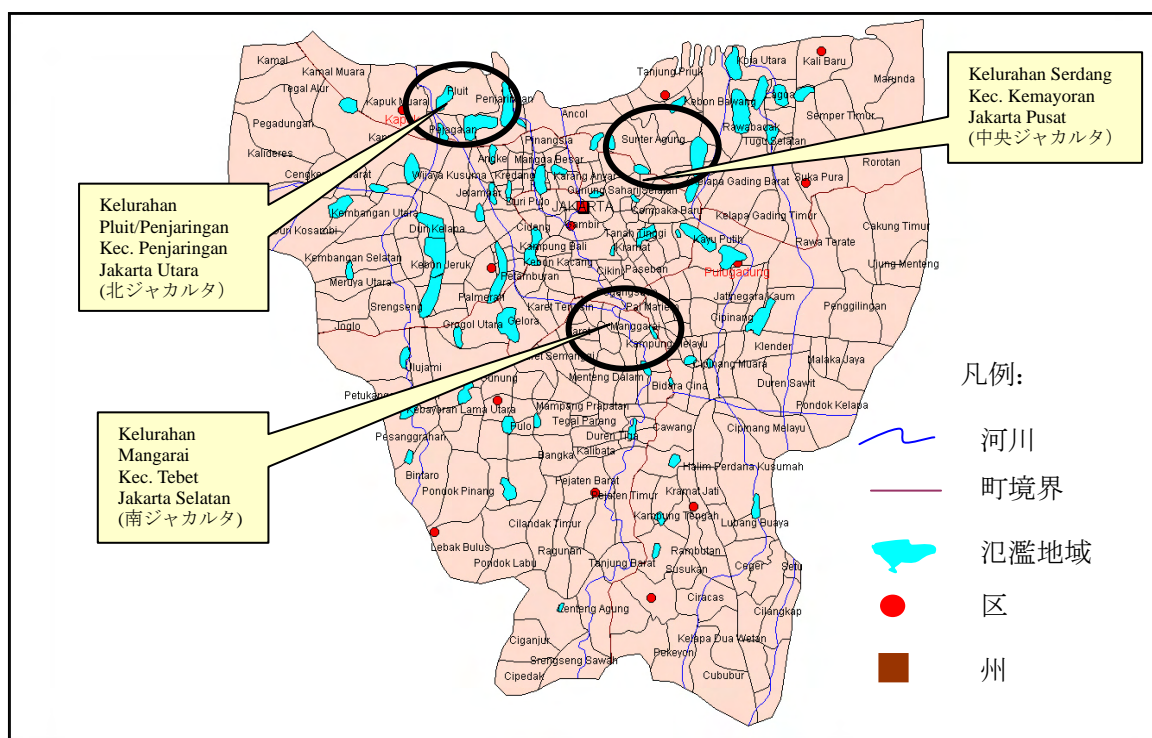 Kelurahan Serdang
Kec. Kemayoran
Jakarta Pusat
(中央ジャカルタ)
Kelurahan
Pluit/Penjaringan
Kec. Penjaringan
Jakarta Utara
(北ジャカルタ)
Kelurahan
Mangarai
Kec. Tebet
Jakarta Selatan
(南ジャカルタ)
凡例:
河川
町境界
氾濫地域
区
州
Kamal
Kamal Muara
Tegal Alur
Kapuk Muara
Pluit
Penjaringan
Pegadungan
Pejagalan
Ancol
Tanjung Priuk
Koja Utara
Kali Baru
Marunda
Kebon Bawang
Lagoa
Semper Timur
Rawabadak
Tugu Selatan
Sunter Agung
Pinangsia
Kalideres
Angke
Mangga Besar
Rorotan
Wijaya Kusuma
Krendang
Karang Anyar
Gunung Sahari Selatan
Kelapa Gading Barat
Suka Pura
Jelambar
Duri Pulo
JAKARTA
Cempaka Baru
Kembangan Utara
Kelapa Gading Timur
Cakung Timur
Duri Kelapa
Cideng
Gambir
Tanah Tinggi
Kayu Putih
Rawa Terate
Kampung Bali
Kramat
Kembangan Selatan
Kebon Jeruk
Kebon Kacang
Cikini
Paseban
Pulogadung
Ujung Menteng
Meruya Utara
Petamburan
Srengseng
Palmerah
Jatinegara Kaum
Penggilingan
Karet Tengsin
Pal Meriem
Cipinang
Joglo
Grogol Utara
Gelora
Manggarai
Kampung Melayu
Klender
Ulujami
Cipinang Muara
Malaka Jaya
Menteng Dalam
Bidara Cina
Duren Sawit
Kebayoran Lama Utara
Mampang Prapatan
Pondok Kelapa
Pulo
Tegal Parang
Cawang
Cipinang Melayu
Pesanggrahan
Duren Tiga
Bangka
Kalibata
Halim Perdana Kusumah
Bintaro
Pondok Pinang
Pejaten Barat
Pejaten Timur
Kramat Jati
Cilandak Timur
Kampung Tengah
Lubang Buaya
Lebak Bulus
Ragunan
Rambutan
Pondok Labu
Tanjung Barat
Susukan
Ceger
Setu
Ciracas
Lenteng Agung
Cilangkap
Ciganjur
Kelapa Dua Wetan
Srengseng Sawah
Pekeyon
Cipedak
Cububur